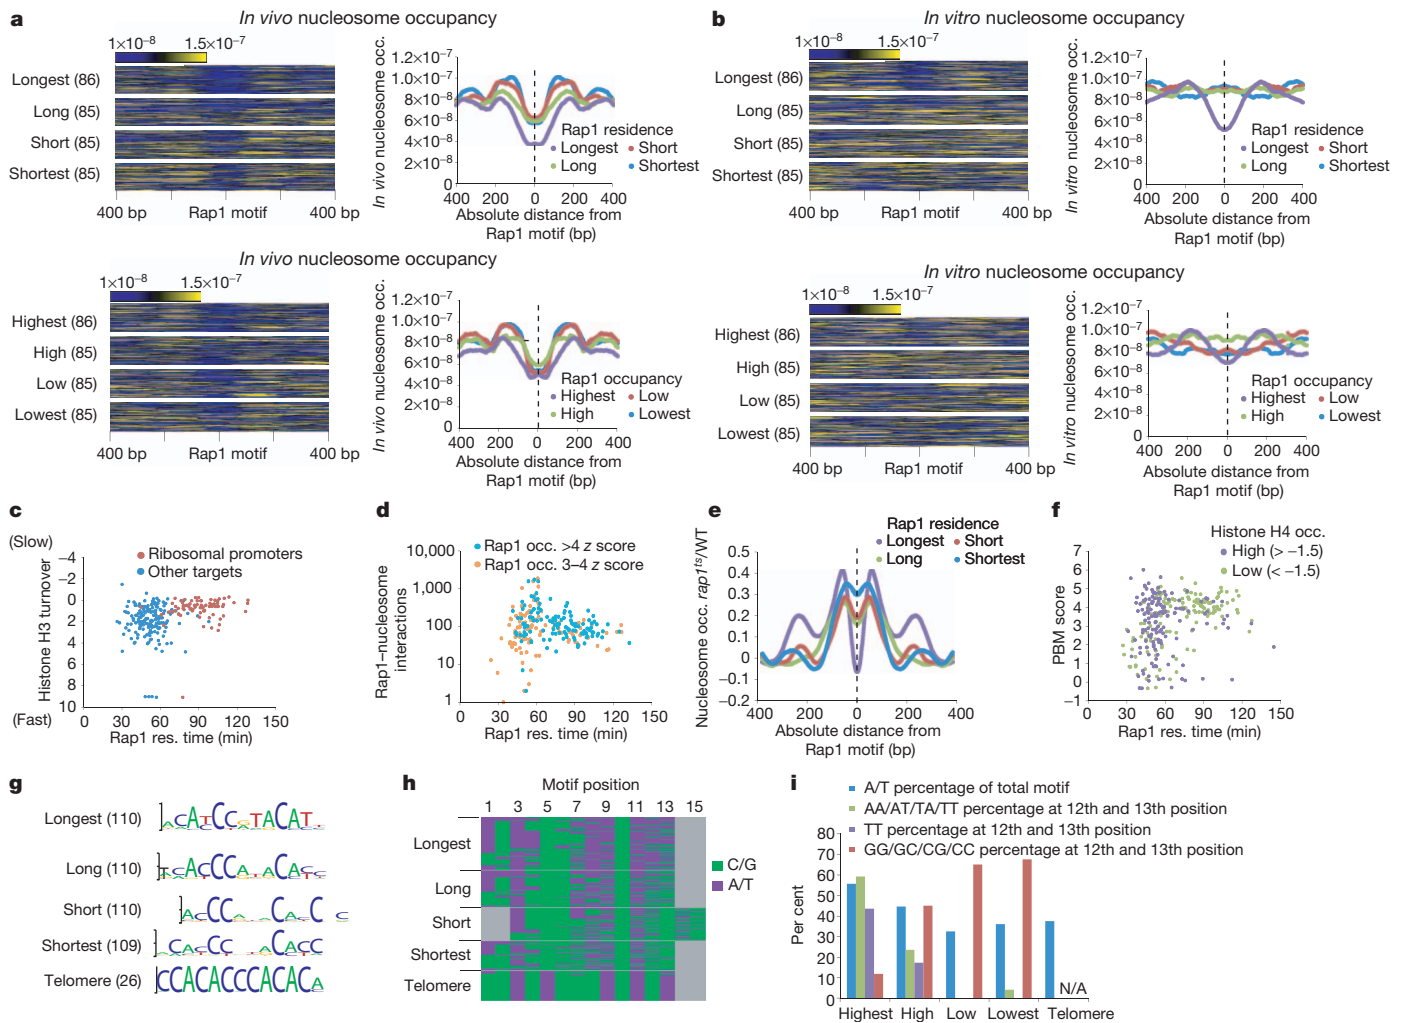 a
In vivo nucleosome occupancy
1×10−8 1.5×10−7
Longest (86)
Long (85)
Short (85)
Shortest (85)
400 bp Rap1 motif 400 bp
In vivo nucleosome occ.
1.2×10−7
1.0×10−7
8×10−8
6×10−8
4×10−8
2×10−8
0
Rap1 residence
Longest Short
Long Shortest
400 200 0 200 400
Absolute distance from
Rap1 motif (bp)
In vivo nucleosome occupancy
1×10−8 1.5×10−7
Highest (86)
High (85)
Low (85)
Lowest (85)
400 bp Rap1 motif 400 bp
In vivo nucleosome occ.
1.2×10−7
1.0×10−7
8×10−8
6×10−8
4×10−8
2×10−8
0
Rap1 occupancy
Highest Low
High Lowest
400 200 0 200 400
Absolute distance from
Rap1 motif (bp)
b
In vitro nucleosome occupancy
1×10−8 1.5×10−7
Longest (86)
Long (85)
Short (85)
Shortest (85)
400 bp Rap1 motif 400 bp
In vitro nucleosome occ.
1.2×10−7
1.0×10−7
8×10−8
6×10−8
4×10−8
2×10−8
0
Rap1 residence
Longest Short
Long Shortest
400 200 0 200 400
Absolute distance from
Rap1 motif (bp)
In vitro nucleosome occupancy
1×10−8 1.5×10−7
Highest (86)
High (85)
Low (85)
Lowest (85)
400 bp Rap1 motif 400 bp
In vitro nucleosome occ.
1.2×10−7
1.0×10−7
8×10−8
6×10−8
4×10−8
2×10−8
0
Rap1 occupancy
Highest Low
High Lowest
400 200 0 200 400
Absolute distance from
Rap1 motif (bp)
c
(Slow)
Histone H3 turnover
(Fast)
−4
−2
0
2
4
6
8
10
Ribosomal promoters
Other targets
0 30 60 90 120 150
Rap1 res. time (min)
d
Rap1–nucleosome
interactions
10,000
1,000
100
10
1
Rap1 occ. >4 z score
Rap1 occ. 3–4 z score
0 30 60 90 120 150
Rap1 res. time (min)
e
Nucleosome occ. rap1ts/WT
Rap1 residence
Longest Short
Long Shortest
0.5
0.4
0.3
0.2
0.1
0
−0.1
−0.2
400 200 0 200 400
Absolute distance from
Rap1 motif (bp)
f
Histone H4 occ.
High (> −1.5)
Low (< −1.5)
PBM score
7
6
5
4
3
2
1
0
−1
0 30 60 90 120 150
Rap1 res. time (min)
g
Longest (110)
Long (110)
Short (110)
Shortest (109)
Telomere (26) CCACACCCACACA
h
Motif position
1 3 5 7 9 11 13 15
Longest
Long
Short
Shortest
Telomere
C/G
A/T
i
A/T percentage of total motif
AA/AT/TA/TT percentage at 12th and 13th position
TT percentage at 12th and 13th position
GG/GC/CG/CC percentage at 12th and 13th position
Per cent
80
70
60
50
40
30
20
10
0
N/A
Highest High Low Lowest Telomere